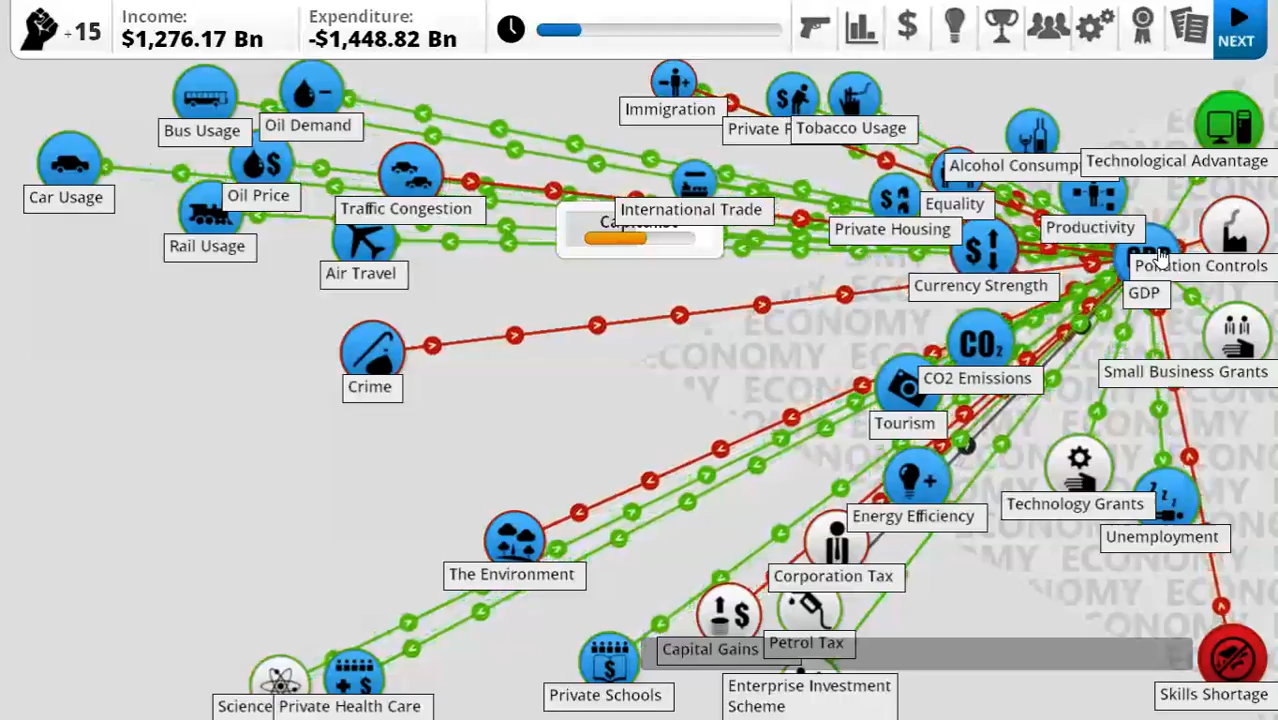 Income:
$1,276.17 Bn
Expenditure:
-$1,448.82 Bn
+15
NEXT
Bus Usage
Oil Demand
Immigration
Private
Tobacco Usage
Alcohol Consump
Technological Advantage
Car Usage
Oil Price
Traffic Congestion
International Trade
Equality
Private Housing
Productivity
Rail Usage
Air Travel
Currency Strength
Pollution Controls
GDP
ECONOMY
Crime
CO2
CO2 Emissions
Small Business Grants
Tourism
Energy Efficiency
Technology Grants
Unemployment
The Environment
Corporation Tax
Capital Gains
Petrol Tax
Private Schools
Enterprise Investment
Scheme
Skills Shortage
Science
Private Health Care